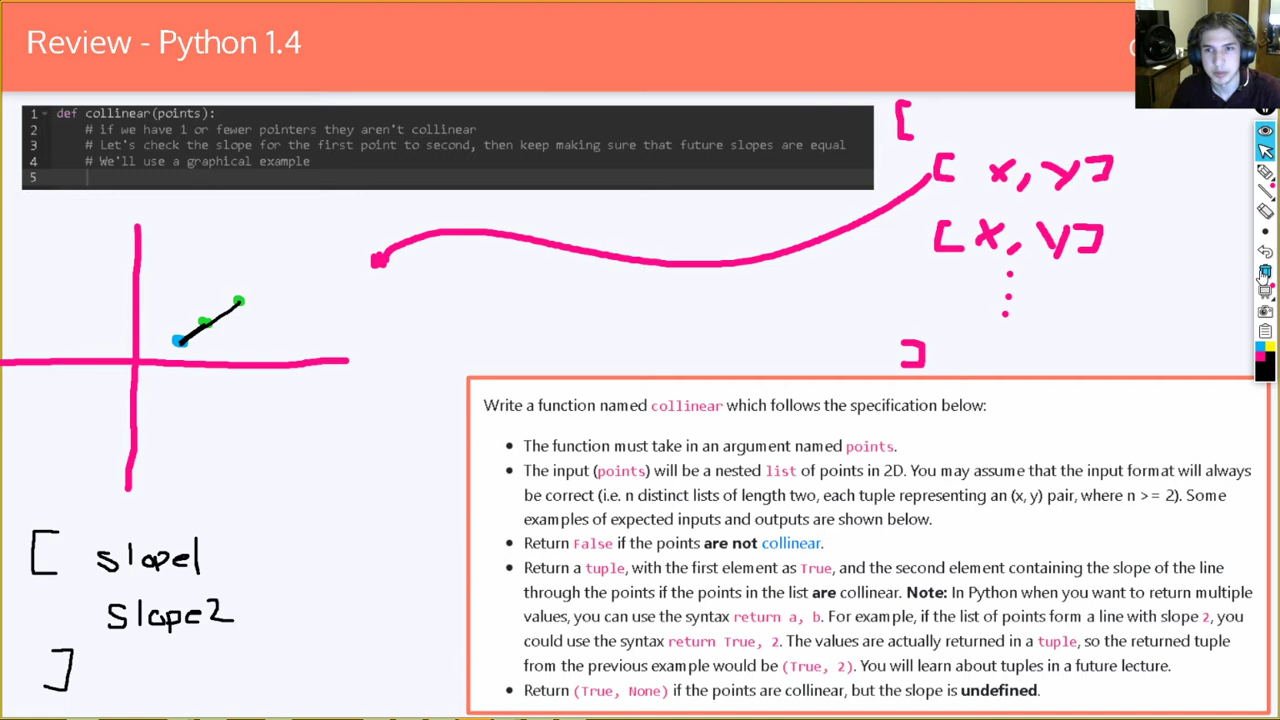 Review - Python 1.4
1 def collinear(points):
2 # if we have 1 or fewer pointers they aren't collinear
3 # Let's check the slope for the first point to second, then keep making sure that future slopes are equal
4 # We'll use a graphical example
5
[
[ x, y]
[x, y]
]
Write a function named collinear which follows the specification below:
• The function must take in an argument named points.
• The input (points) will be a nested list of points in 2D. You may assume that the input format will always
be correct (i.e. n distinct lists of length two, each tuple representing an (x, y) pair, where n >= 2). Some
examples of expected inputs and outputs are shown below.
• Return False if the points are not collinear.
• Return a tuple, with the first element as True, and the second element containing the slope of the line
through the points if the points in the list are collinear. Note: In Python when you want to return multiple
values, you can use the syntax return a, b. For example, if the list of points form a line with slope 2, you
could use the syntax return True, 2. The values are actually returned in a tuple, so the returned tuple
from the previous example would be (True, 2). You will learn about tuples in a future lecture.
• Return (True, None) if the points are collinear, but the slope is undefined.
[ slope1
slope2
]